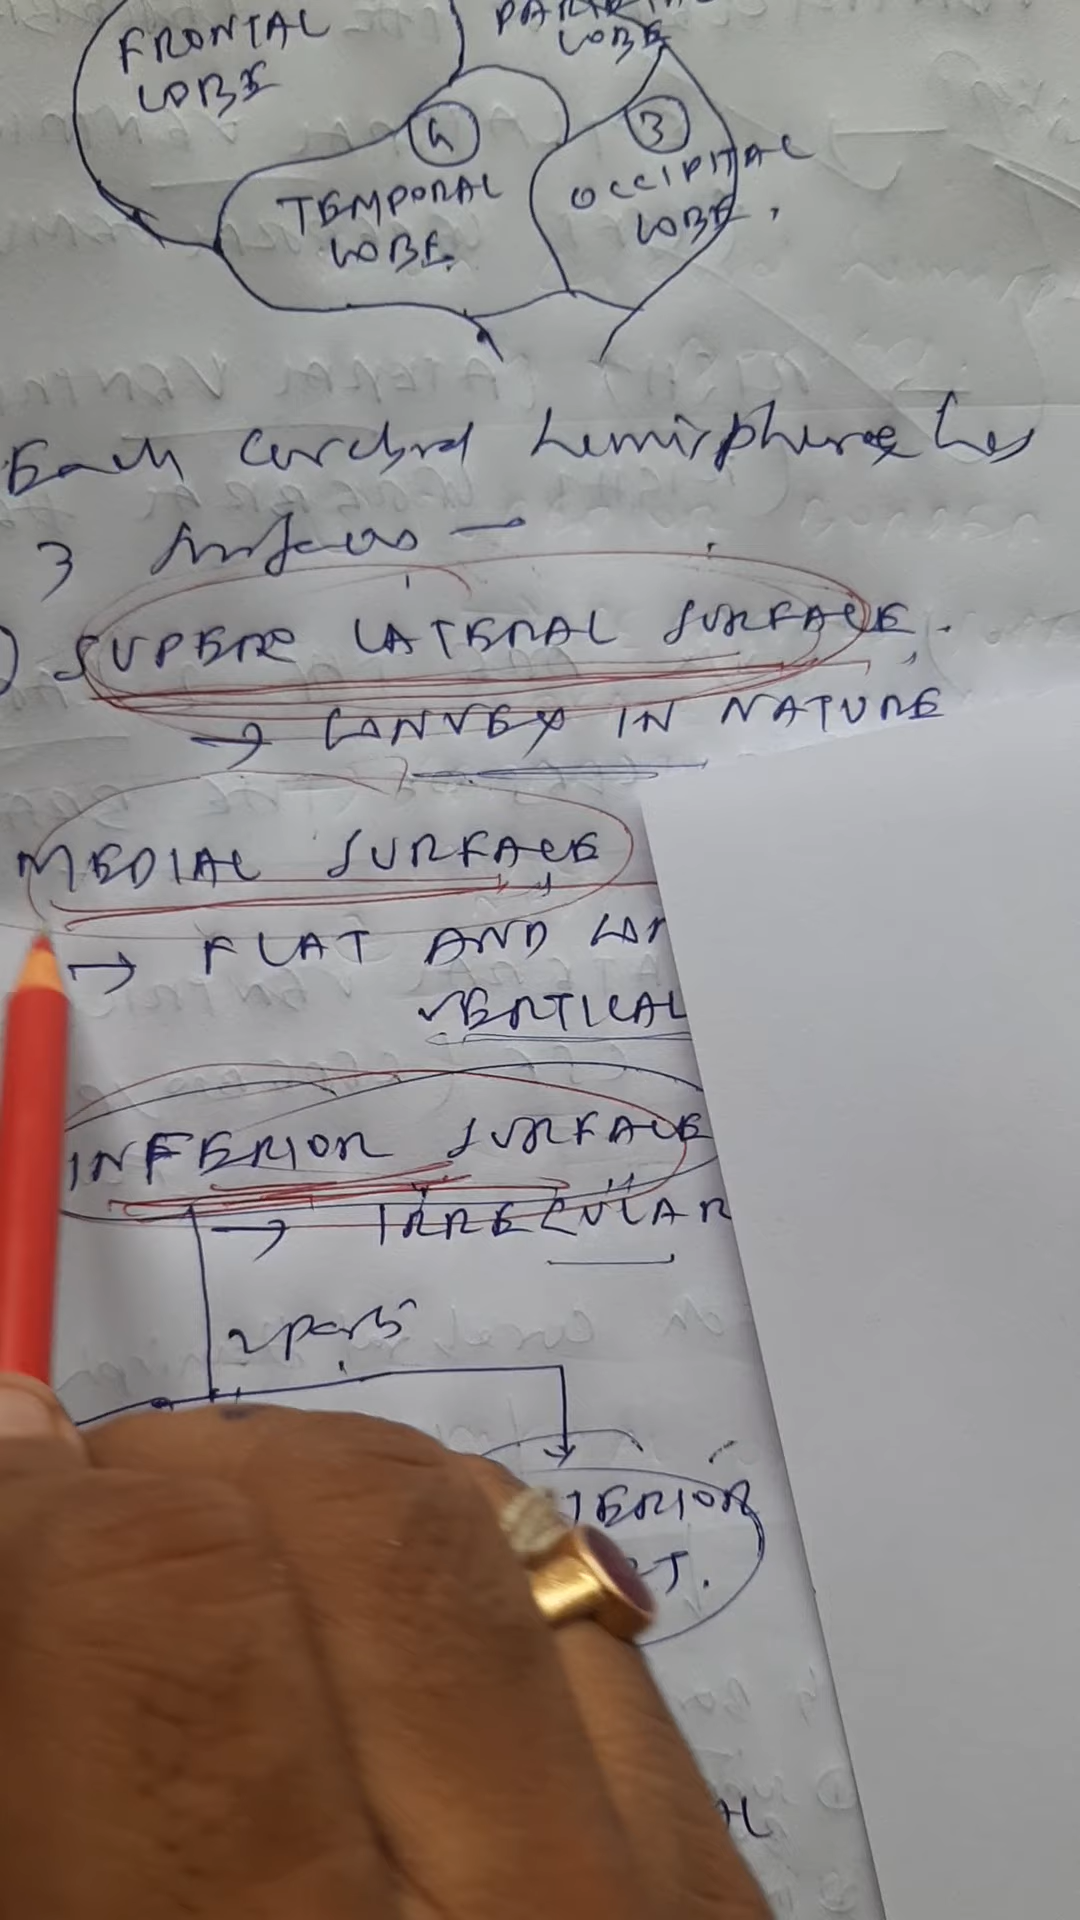 FRONTAL
LOBE
LOBE
4
3
TEMPORAL
LOBE.
OCCIPITAL
LOBE.
Each cerebral hemisphere has
3 surfaces —
SUPERO LATERAL SURFACE.
→ CONVEX IN NATURE
MEDIAL SURFACE
→ FLAT AND
VERTICAL
INFERIOR SURFACE
→ IRREGULAR
2 parts